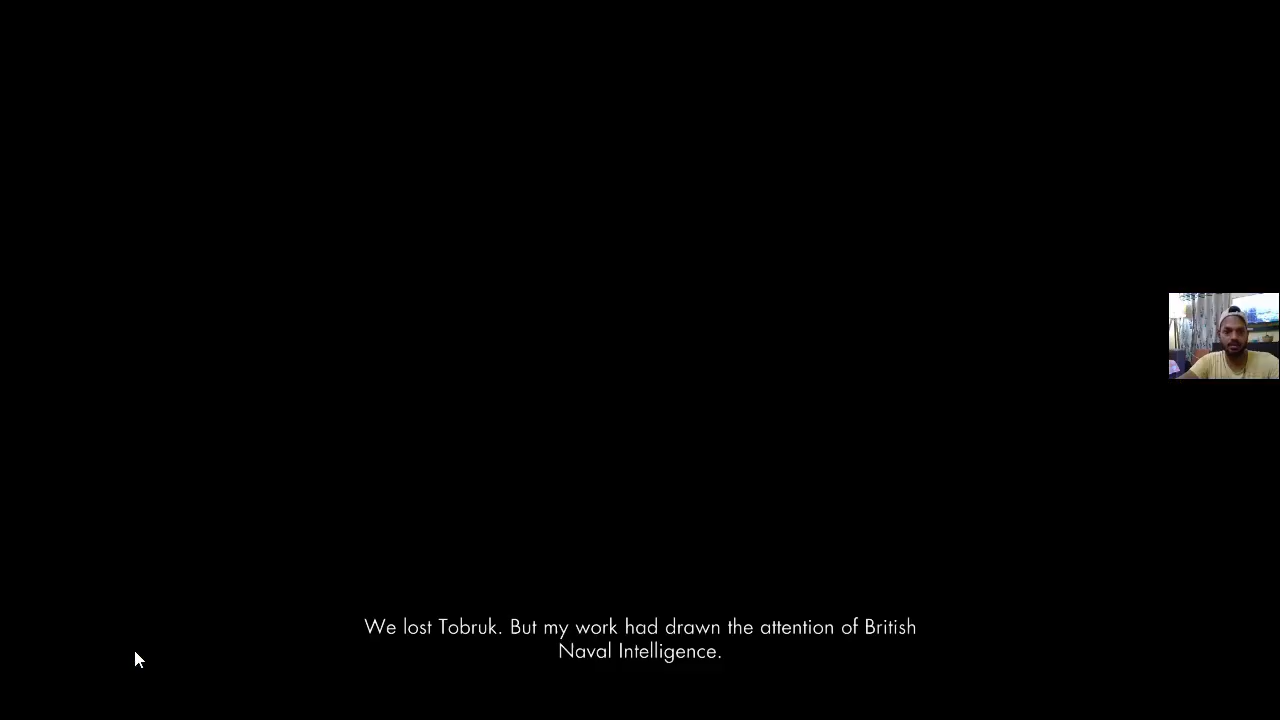 We lost Tobruk. But my work had drawn the attention of British
Naval Intelligence.